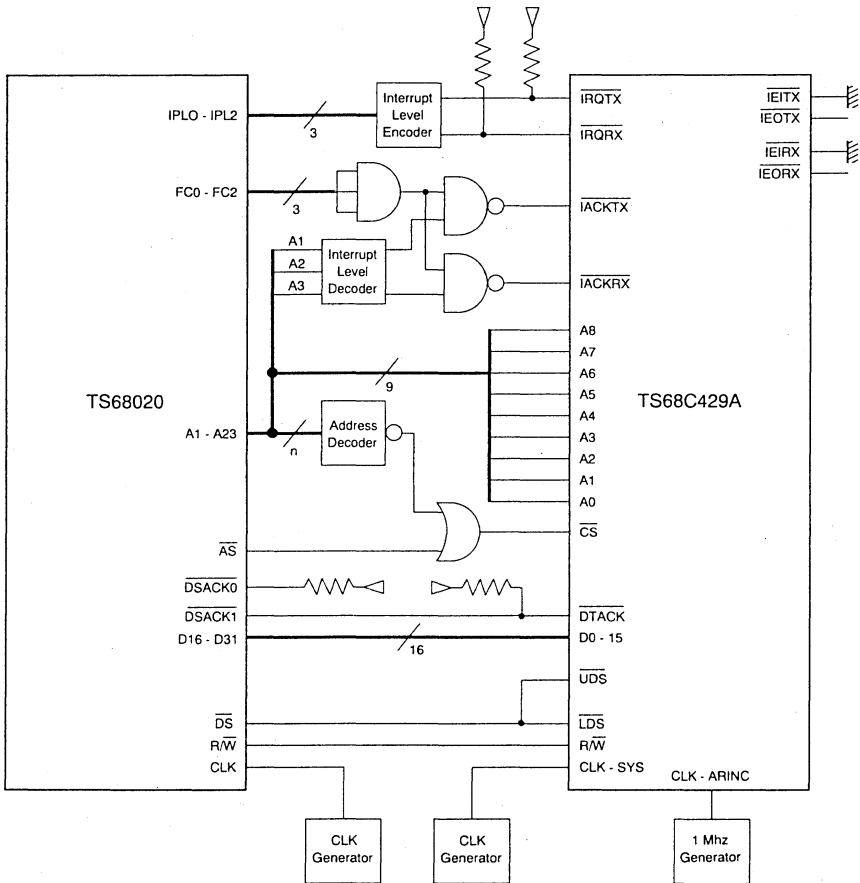 IPLO - IPL2
3
Interrupt
Level
Encoder
IRQTX
IRQRX
IEITX
IEOTX
IEIRX
IEORX
FC0 - FC2
3
IACKTX
A1
A2
A3
Interrupt
Level
Decoder
IACKRX
TS68020
9
A8
A7
A6
A5
A4
A3
A2
A1
A0
TS68C429A
A1 - A23
n
Address
Decoder
CS
AS
DSACK0
DSACK1
DTACK
D16 - D31
16
D0 - 15
UDS
DS
LDS
R/W
R/W
CLK
CLK - SYS
CLK - ARINC
CLK
Generator
CLK
Generator
1 Mhz
Generator